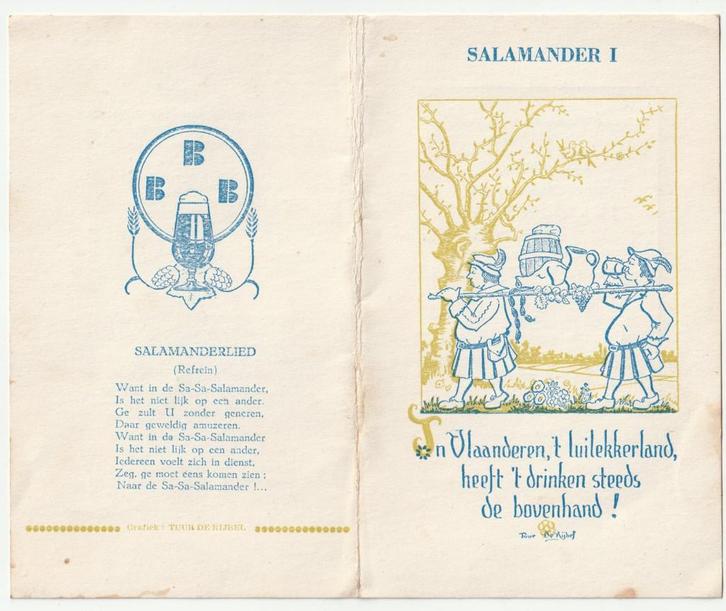 B
B B
SALAMANDERLIED
(Refrein)
Want in de Sa-Sa-Salamander,
Is het niet lijk op een ander.
Ge zult U zonder generen,
Daar geweldig amuzeren.
Want in de Sa-Sa-Salamander
Is het niet lijk op een ander,
Iedereen voelt zich in dienst,
Zeg, ge moet eens komen zien :
Naar de Sa-Sa-Salamander !...
Grafiek : TUUR DE RIJBEL
SALAMANDER I
In Vlaanderen, 't luilekkerland,
heeft 't drinken steeds
de bovenhand !
Tuur De Rijbel